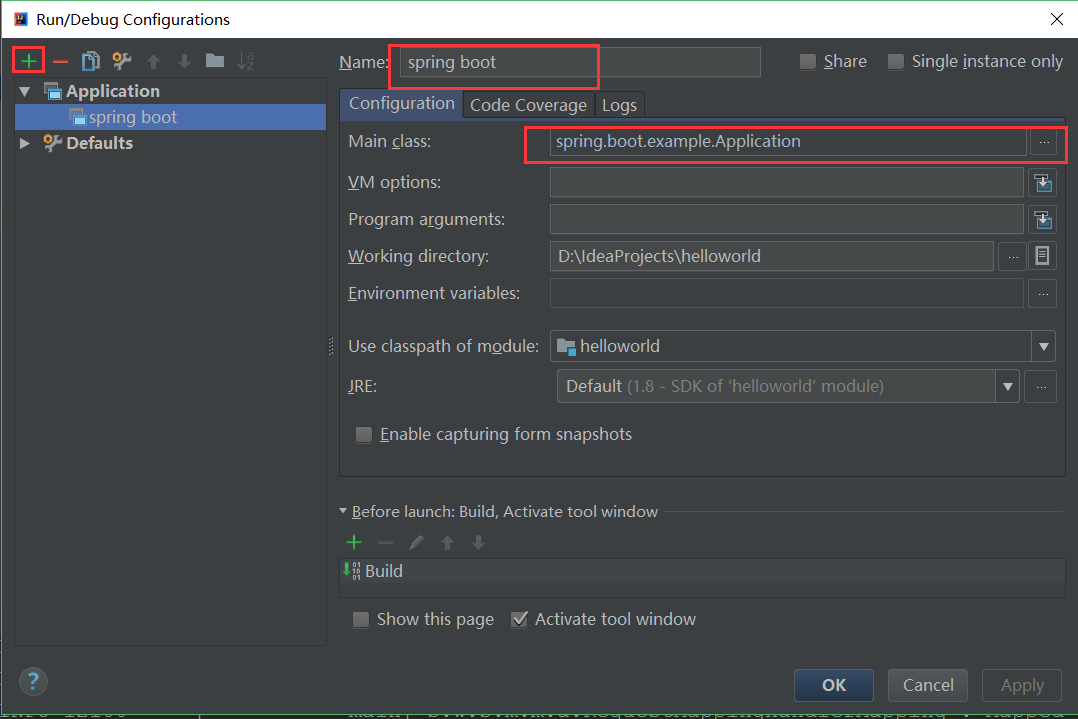 Run/Debug Configurations
Name: spring boot Share Single instance only
Application
spring boot
Defaults
Configuration Code Coverage Logs
Main class: spring.boot.example.Application ...
VM options:
Program arguments:
Working directory: D:\IdeaProjects\helloworld ...
Environment variables: ...
Use classpath of module: helloworld
JRE: Default (1.8 - SDK of 'helloworld' module) ...
Enable capturing form snapshots
Before launch: Build, Activate tool window
Build
Show this page Activate tool window
? OK Cancel Apply